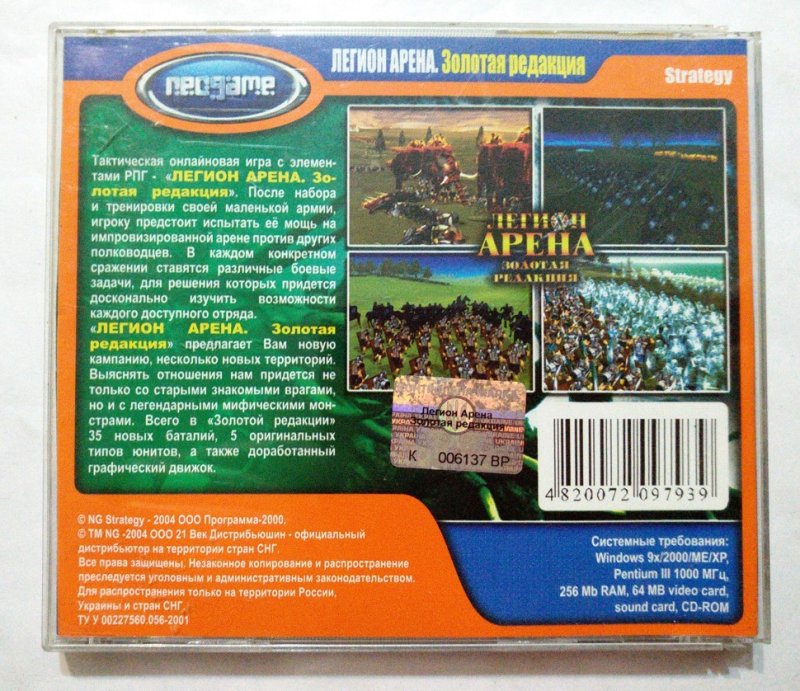 neogame
ЛЕГИОН АРЕНА. Золотая редакция
Strategy
Тактическая онлайновая игра с элемен-
тами РПГ - «ЛЕГИОН АРЕНА. Зо-
лотая редакция». После набора
и тренировки своей маленькой армии,
игроку предстоит испытать её мощь на
импровизированной арене против других
полководцев. В каждом конкретном
сражении ставятся различные боевые
задачи, для решения которых придется
досконально изучить возможности
каждого доступного отряда.
«ЛЕГИОН АРЕНА. Золотая
редакция» предлагает Вам новую
кампанию, несколько новых территорий.
Выяснять отношения нам придется не
только со старыми знакомыми врагами,
но и с легендарными мифическими мон-
страми. Всего в «Золотой редакции»
35 новых баталий, 5 оригинальных
типов юнитов, а также доработанный
графический движок.
ЛЕГИОН
АРЕНА
ЗОЛОТАЯ
РЕДАКЦИЯ
Легион Арена
Золотая редакция
УКРАЇНА
К 006137 ВР
4 820072 097939
© NG Strategy - 2004 ООО Программа-2000.
© TM NG -2004 ООО 21 Век Дистрибьюшин - официальный
дистрибьютор на территории стран СНГ.
Все права защищены. Незаконное копирование и распространение
преследуется уголовным и административным законодательством.
Для распространения только на территории России,
Украины и стран СНГ.
ТУ У 00227560.056-2001
Системные требования:
Windows 9x/2000/ME/XP,
Pentium III 1000 МГц,
256 Mb RAM, 64 MB video card,
sound card, CD-ROM